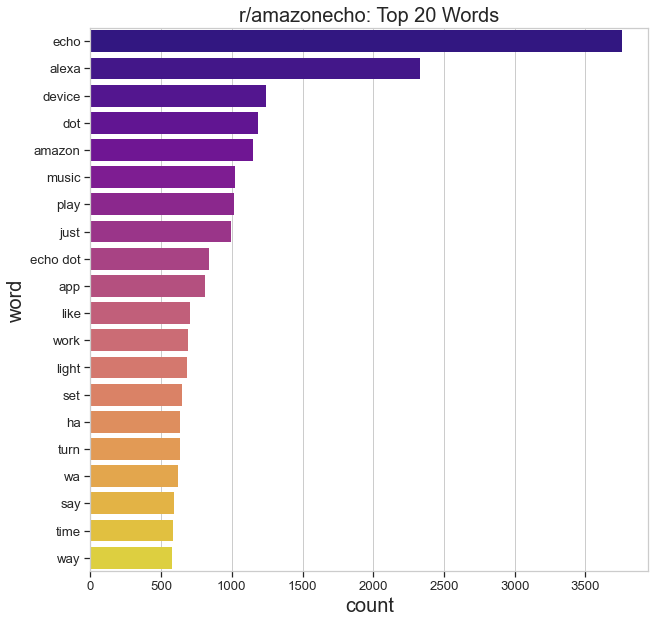 r/amazonecho: Top 20 Words
echo
alexa
device
dot
amazon
music
play
just
echo dot
app
like
work
light
set
ha
turn
wa
say
time
way
word
0 500 1000 1500 2000 2500 3000 3500
count